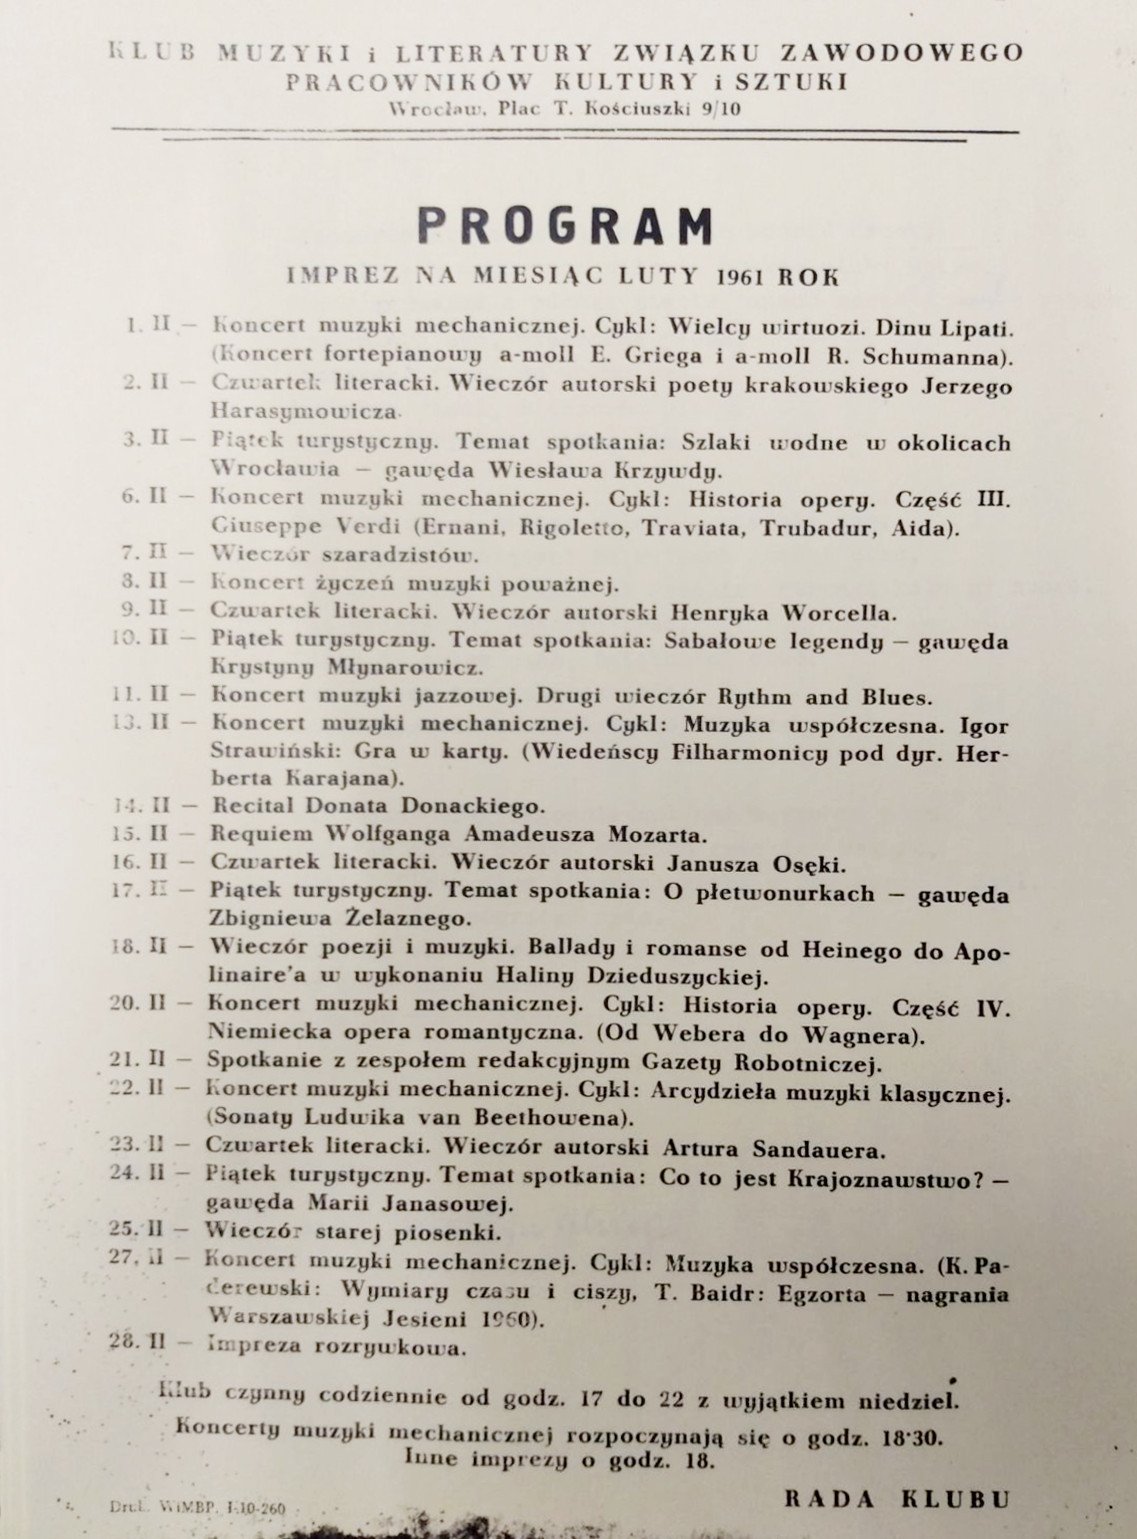 KLUB MUZYKI i LITERATURY ZWIĄZKU ZAWODOWEGO
PRACOWNIKÓW KULTURY i SZTUKI
Wrocław, Plac T. Kościuszki 9/10
PROGRAM
IMPREZ NA MIESIĄC LUTY 1961 ROK
1. II — Koncert muzyki mechanicznej. Cykl: Wielcy wirtuozi. Dinu Lipati.
(Koncert fortepianowy a-moll E. Griega i a-moll R. Schumanna).
2. II — Czwartek literacki. Wieczór autorski poety krakowskiego Jerzego
Harasymowicza.
3. II — Piątek turystyczny. Temat spotkania: Szlaki wodne w okolicach
Wrocławia — gawęda Wiesława Krzywdy.
6. II — Koncert muzyki mechanicznej. Cykl: Historia opery. Część III.
Giuseppe Verdi (Ernani, Rigoletto, Traviata, Trubadur, Aida).
7. II — Wieczór szaradzistów.
8. II — Koncert życzeń muzyki poważnej.
9. II — Czwartek literacki. Wieczór autorski Henryka Worcella.
10. II — Piątek turystyczny. Temat spotkania: Sabałowe legendy — gawęda
Krystyny Młynarowicz.
11. II — Koncert muzyki jazzowej. Drugi wieczór Rythm and Blues.
13. II — Koncert muzyki mechanicznej. Cykl: Muzyka współczesna. Igor
Strawiński: Gra w karty. (Wiedeńscy Filharmonicy pod dyr. Her-
berta Karajana).
14. II — Recital Donata Donackiego.
15. II — Requiem Wolfganga Amadeusza Mozarta.
16. II — Czwartek literacki. Wieczór autorski Janusza Osęki.
17. II — Piątek turystyczny. Temat spotkania: O płetwonurkach — gawęda
Zbigniewa Żelaznego.
18. II — Wieczór poezji i muzyki. Ballady i romanse od Heinego do Apo-
linaire'a w wykonaniu Haliny Dzieduszyckiej.
20. II — Koncert muzyki mechanicznej. Cykl: Historia opery. Część IV.
Niemiecka opera romantyczna. (Od Webera do Wagnera).
21. II — Spotkanie z zespołem redakcyjnym Gazety Robotniczej.
22. II — Koncert muzyki mechanicznej. Cykl: Arcydzieła muzyki klasycznej.
(Sonaty Ludwika van Beethowena).
23. II — Czwartek literacki. Wieczór autorski Artura Sandauera.
24. II — Piątek turystyczny. Temat spotkania: Co to jest Krajoznawstwo? —
gawęda Marii Janasowej.
25. II — Wieczór starej piosenki.
27. II — Koncert muzyki mechanicznej. Cykl: Muzyka współczesna. (K. Pa-
derewski: Wymiary czasu i ciszy, T. Baidr: Egzorta — nagrania
Warszawskiej Jesieni 1960).
28. II — Impreza rozrywkowa.
Klub czynny codziennie od godz. 17 do 22 z wyjątkiem niedziel.
Koncerty muzyki mechanicznej rozpoczynają się o godz. 18·30.
Inne imprezy o godz. 18.
RADA KLUBU
Druk. WiMBP. I-10-260